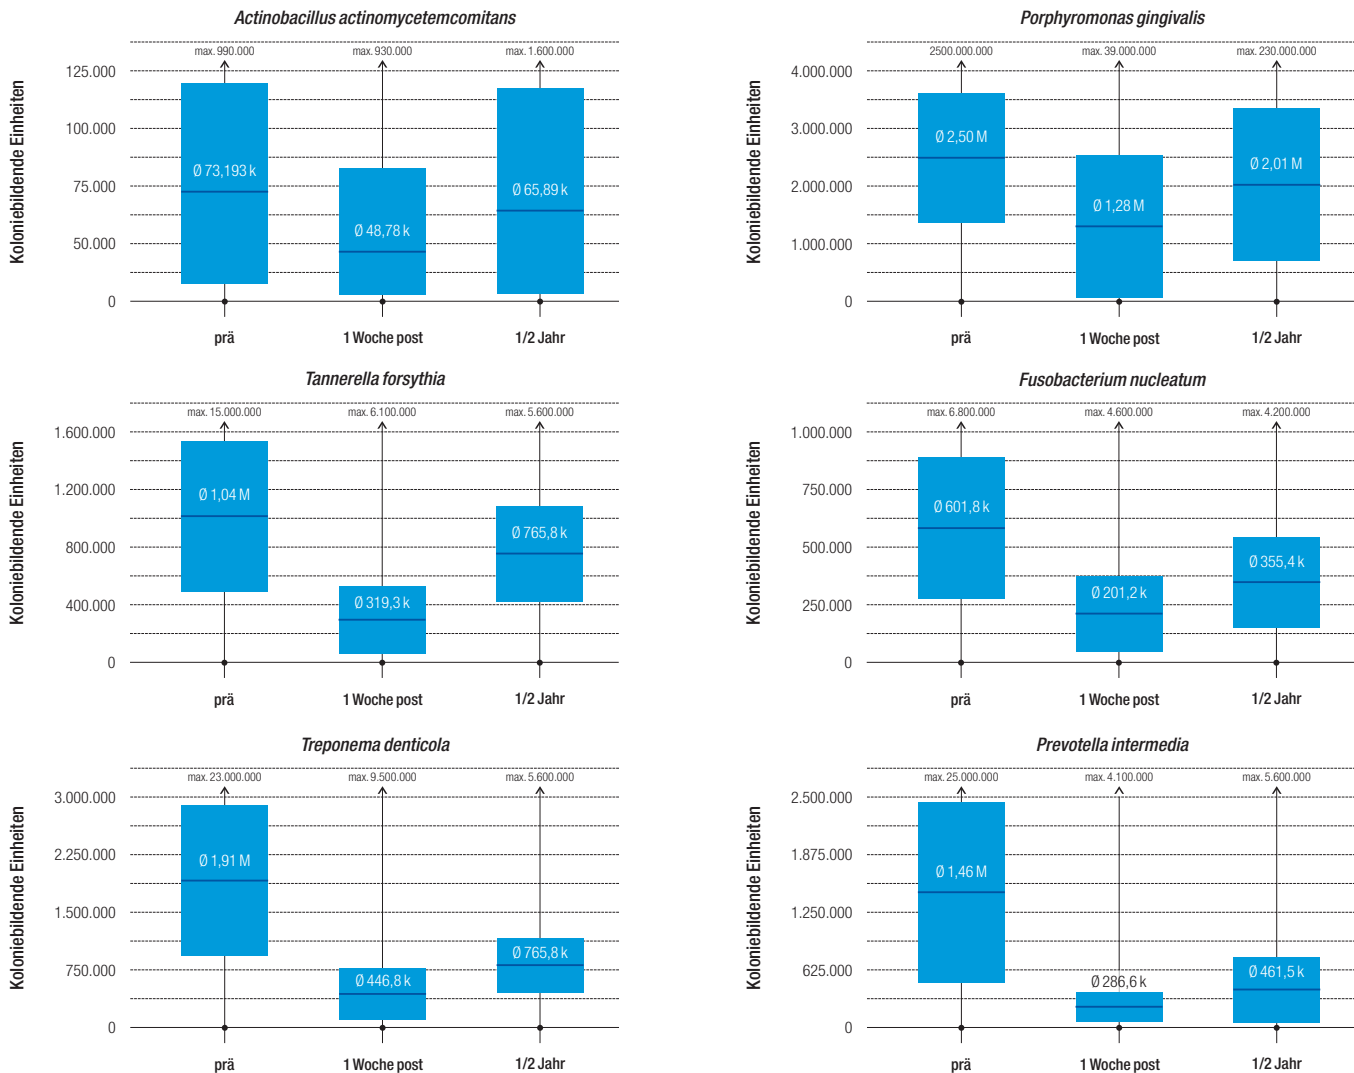 Actinobacillus actinomycetemcomitans
max. 990.000 max. 930.000 max. 1.600.000
Koloniebildende Einheiten
125.000
100.000
75.000
50.000
0
Ø 73,193 k
Ø 48,78 k
Ø 65,89 k
prä 1 Woche post 1/2 Jahr
Porphyromonas gingivalis
2500.000.000 max. 39.000.000 max. 230.000.000
Koloniebildende Einheiten
4.000.000
3.000.000
2.000.000
1.000.000
0
Ø 2,50 M
Ø 1,28 M
Ø 2,01 M
prä 1 Woche post 1/2 Jahr
Tannerella forsythia
max. 15.000.000 max. 6.100.000 max. 5.600.000
Koloniebildende Einheiten
1.600.000
1.200.000
800.000
400.000
0
Ø 1,04 M
Ø 319,3 k
Ø 765,8 k
prä 1 Woche post 1/2 Jahr
Fusobacterium nucleatum
max. 6.800.000 max. 4.600.000 max. 4.200.000
Koloniebildende Einheiten
1.000.000
750.000
500.000
250.000
0
Ø 601,8 k
Ø 201,2 k
Ø 355,4 k
prä 1 Woche post 1/2 Jahr
Treponema denticola
max. 23.000.000 max. 9.500.000 max. 5.600.000
Koloniebildende Einheiten
3.000.000
2.250.000
1.500.000
750.000
0
Ø 1,91 M
Ø 446,8 k
Ø 765,8 k
prä 1 Woche post 1/2 Jahr
Prevotella intermedia
max. 25.000.000 max. 4.100.000 max. 5.600.000
Koloniebildende Einheiten
2.500.000
1.875.000
1.250.000
625.000
0
Ø 1,46 M
Ø 286,6 k
Ø 461,5 k
prä 1 Woche post 1/2 Jahr